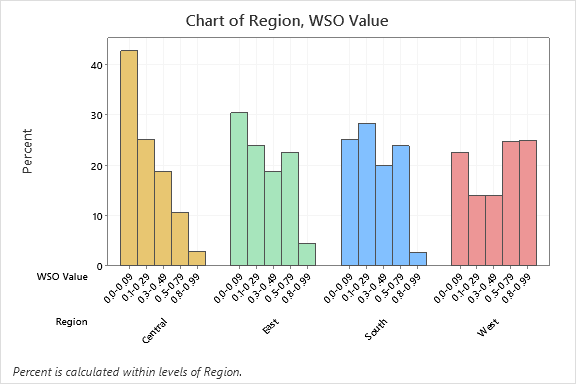 Chart of Region, WSO Value
Percent
40
30
20
10
0
WSO Value
0.0-0.09 0.1-0.29 0.3-0.49 0.5-0.79 0.8-0.99 0.0-0.09 0.1-0.29 0.3-0.49 0.5-0.79 0.8-0.99 0.0-0.09 0.1-0.29 0.3-0.49 0.5-0.79 0.8-0.99 0.0-0.09 0.1-0.29 0.3-0.49 0.5-0.79 0.8-0.99
Region
Central East South West
Percent is calculated within levels of Region.